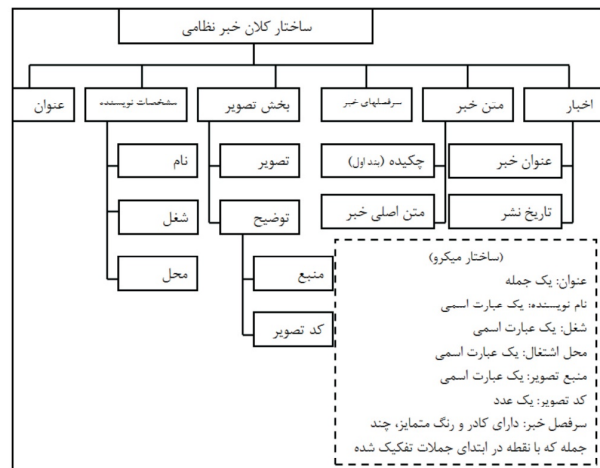 ساختار کلان خبر نظامی
اخبار
متن خبر
سرفصلهای خبر
بخش تصویر
مشخصات نویسنده
عنوان
عنوان خبر
چکیده (بند اول)
تصویر
نام
تاریخ نشر
متن اصلی خبر
توضیح
شغل
منبع
محل
کد تصویر
(ساختار میکرو)
عنوان: یک جمله
نام نویسنده: یک عبارت اسمی
شغل: یک عبارت اسمی
محل اشتغال: یک عبارت اسمی
منبع تصویر: یک عبارت اسمی
کد تصویر: یک عدد
سرفصل خبر: دارای کادر و رنگ متمایز، چند
جمله که با نقطه در ابتدای جملات تفکیک شده